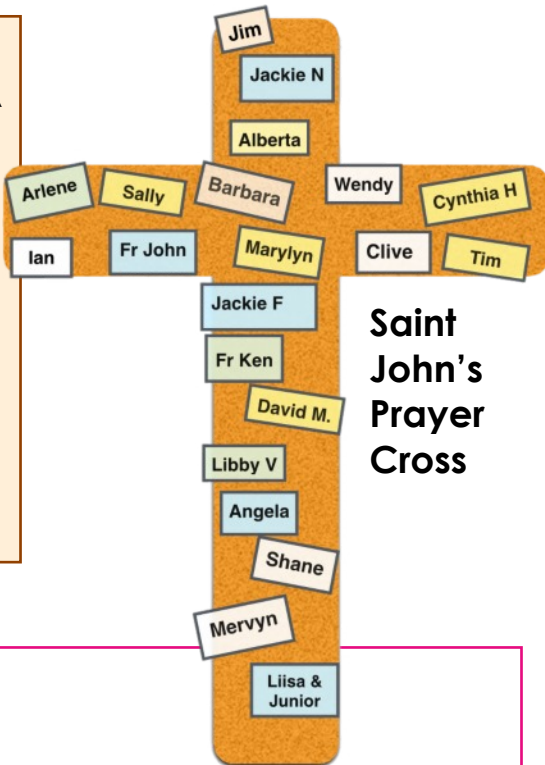 Jim
Jackie N
Alberta
Arlene
Sally
Barbara
Wendy
Cynthia H
Ian
Fr John
Marylyn
Clive
Tim
Jackie F
Fr Ken
David M.
Libby V
Angela
Shane
Mervyn
Liisa &
Junior
Saint
John’s
Prayer
Cross